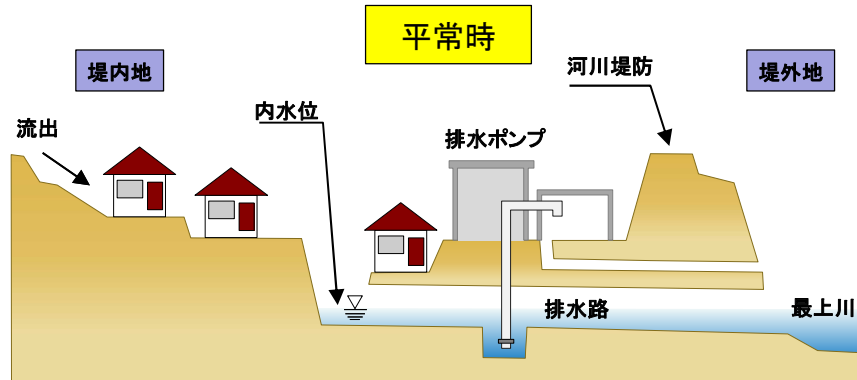 平常時
堤内地
堤外地
河川堤防
流出
内水位
排水ポンプ
排水路
最上川